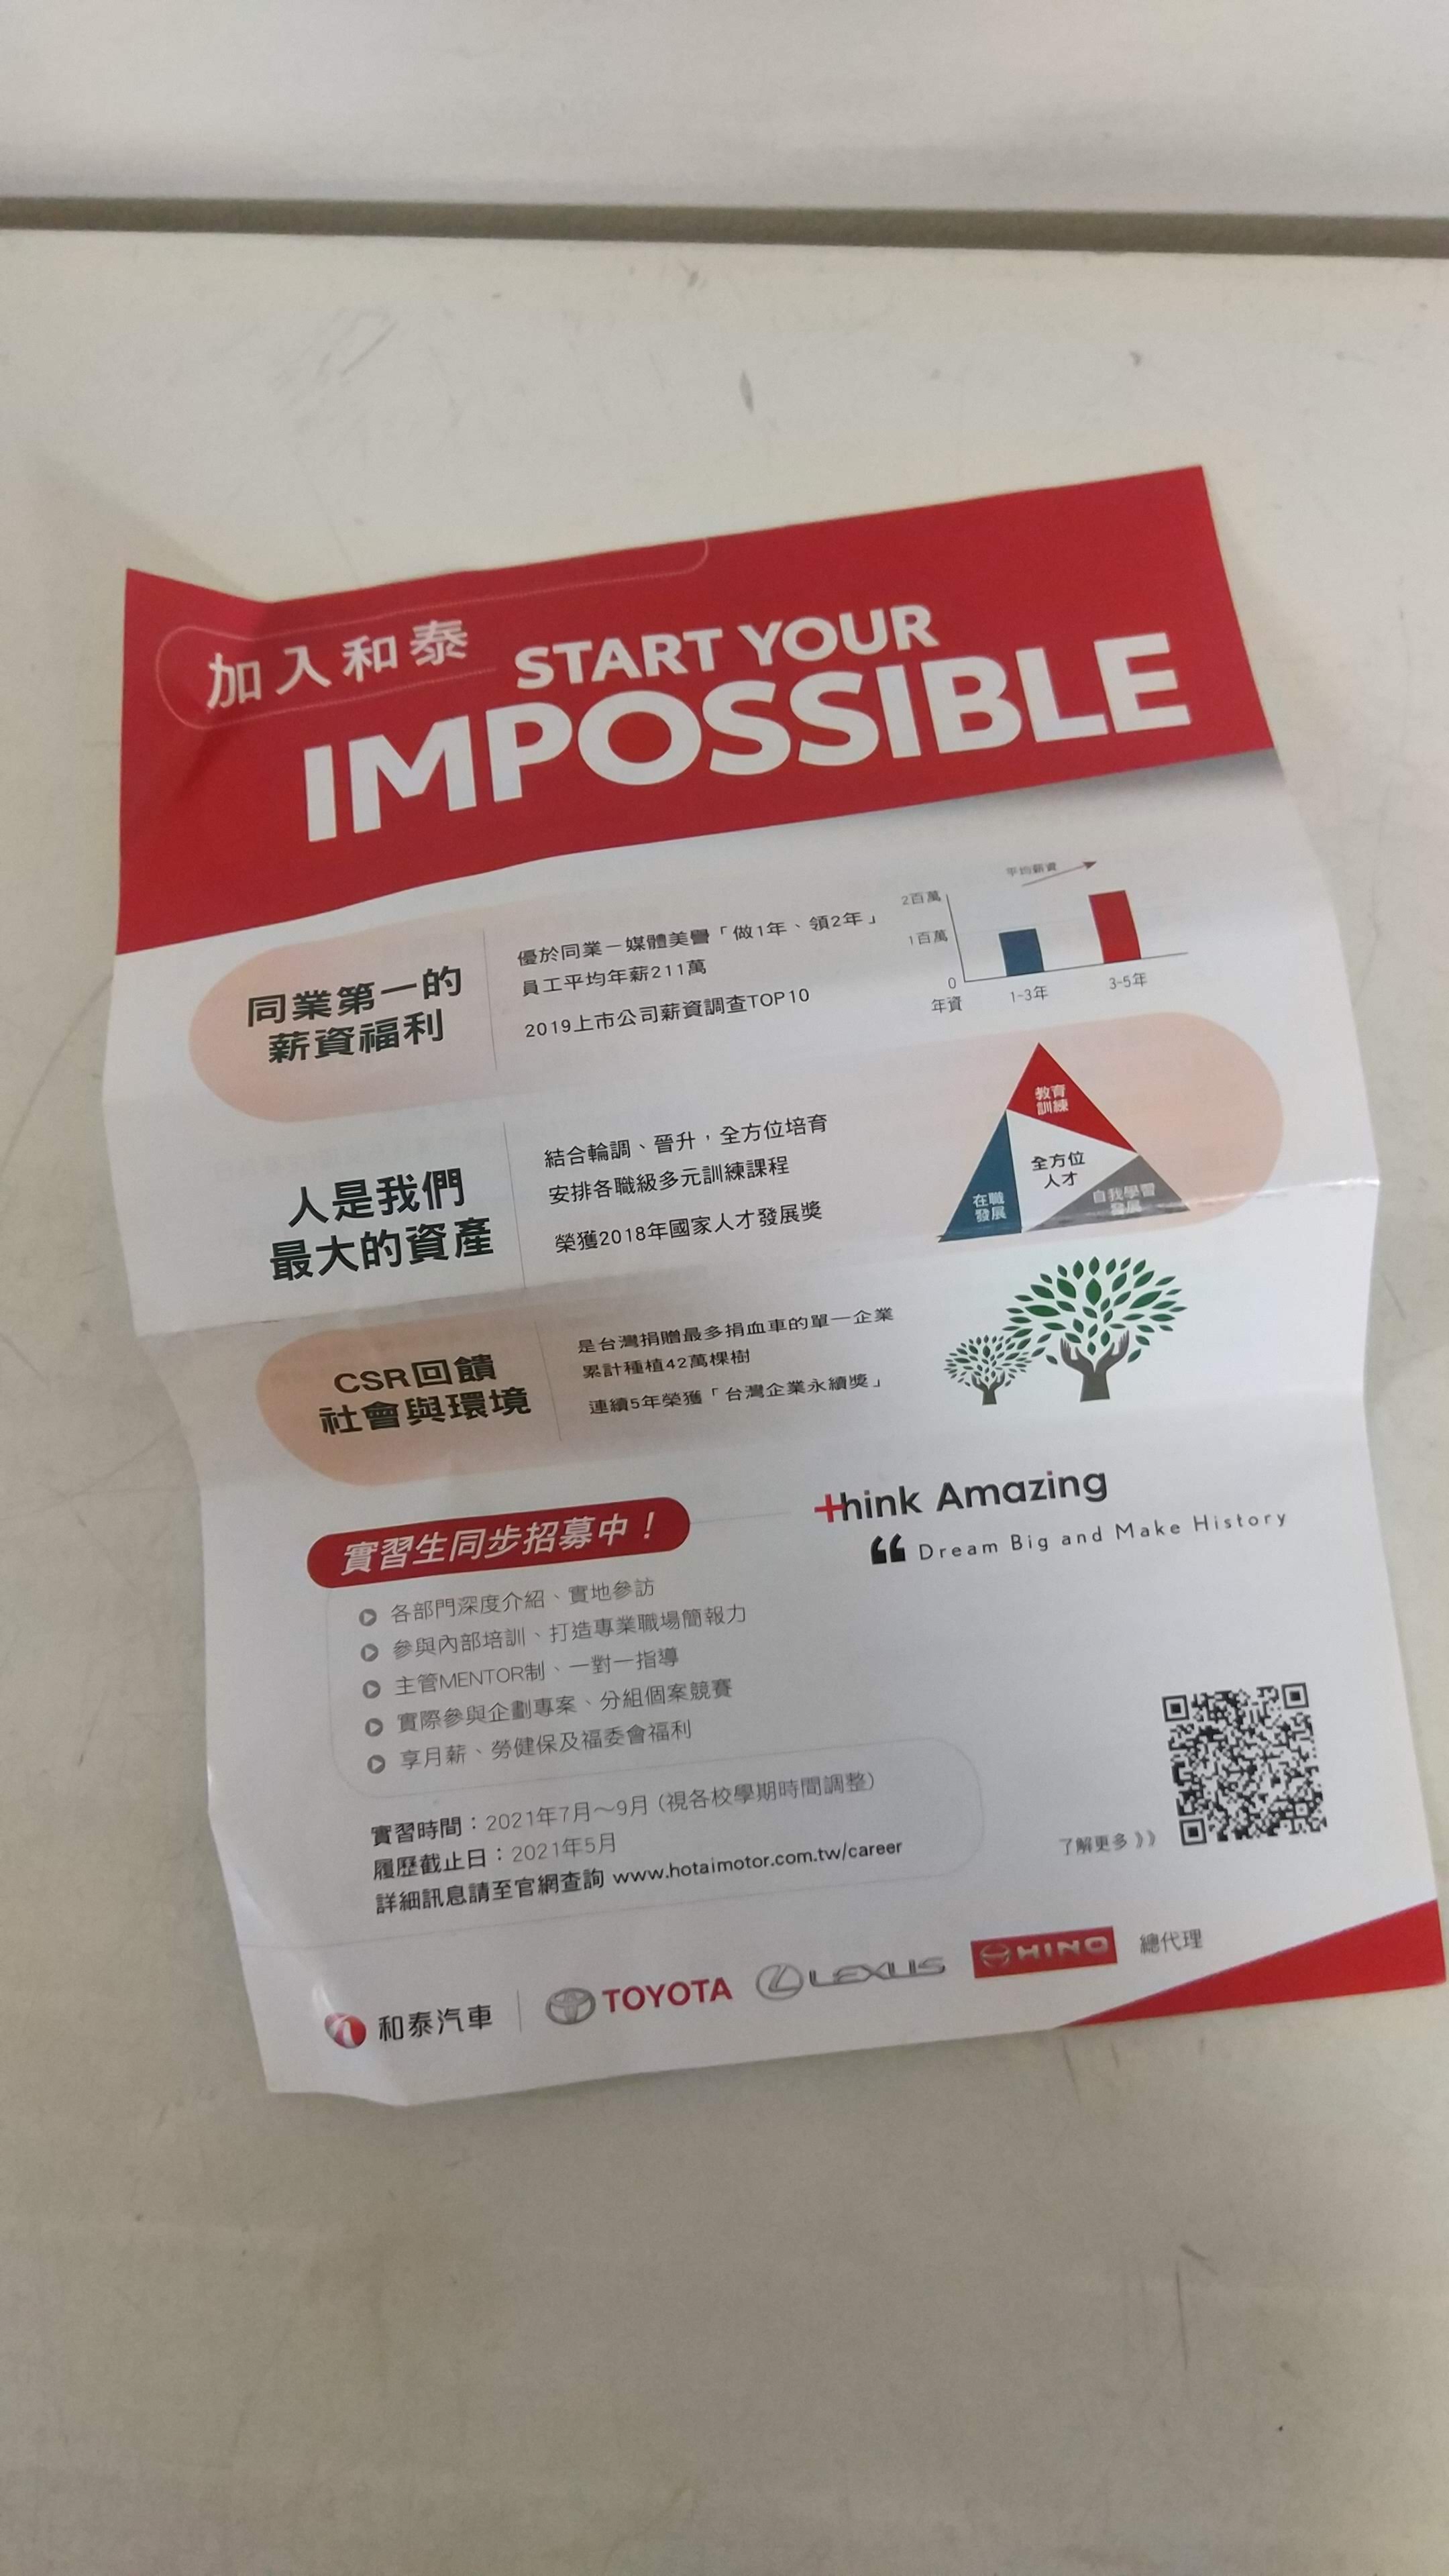 加入和泰
START YOUR
IMPOSSIBLE
同業第一的
薪資福利
優於同業－媒體美譽「做1年、領2年」
員工平均年薪211萬
2019上市公司薪資調查TOP10
平均薪資
2百萬
1百萬
0
年資
1-3年
3-5年
人是我們
最大的資產
結合輪調、晉升，全方位培育
安排各職級多元訓練課程
榮獲2018年國家人才發展獎
教育
訓練
全方位
人才
在職
發展
自我學習
發展
CSR回饋
社會與環境
是台灣捐贈最多捐血車的單一企業
累計種植42萬棵樹
連續5年榮獲「台灣企業永續獎」
實習生同步招募中！
各部門深度介紹、實地參訪
參與內部培訓、打造專業職場簡報力
主管MENTOR制、一對一指導
實際參與企劃專案、分組個案競賽
享月薪、勞健保及福委會福利
+hink Amazing
❝ Dream Big and Make History
實習時間：2021年7月～9月 (視各校學期時間調整)
履歷截止日：2021年5月
詳細訊息請至官網查詢 www.hotaimotor.com.tw/career
了解更多》》
和泰汽車 TOYOTA LEXUS HINO 總代理